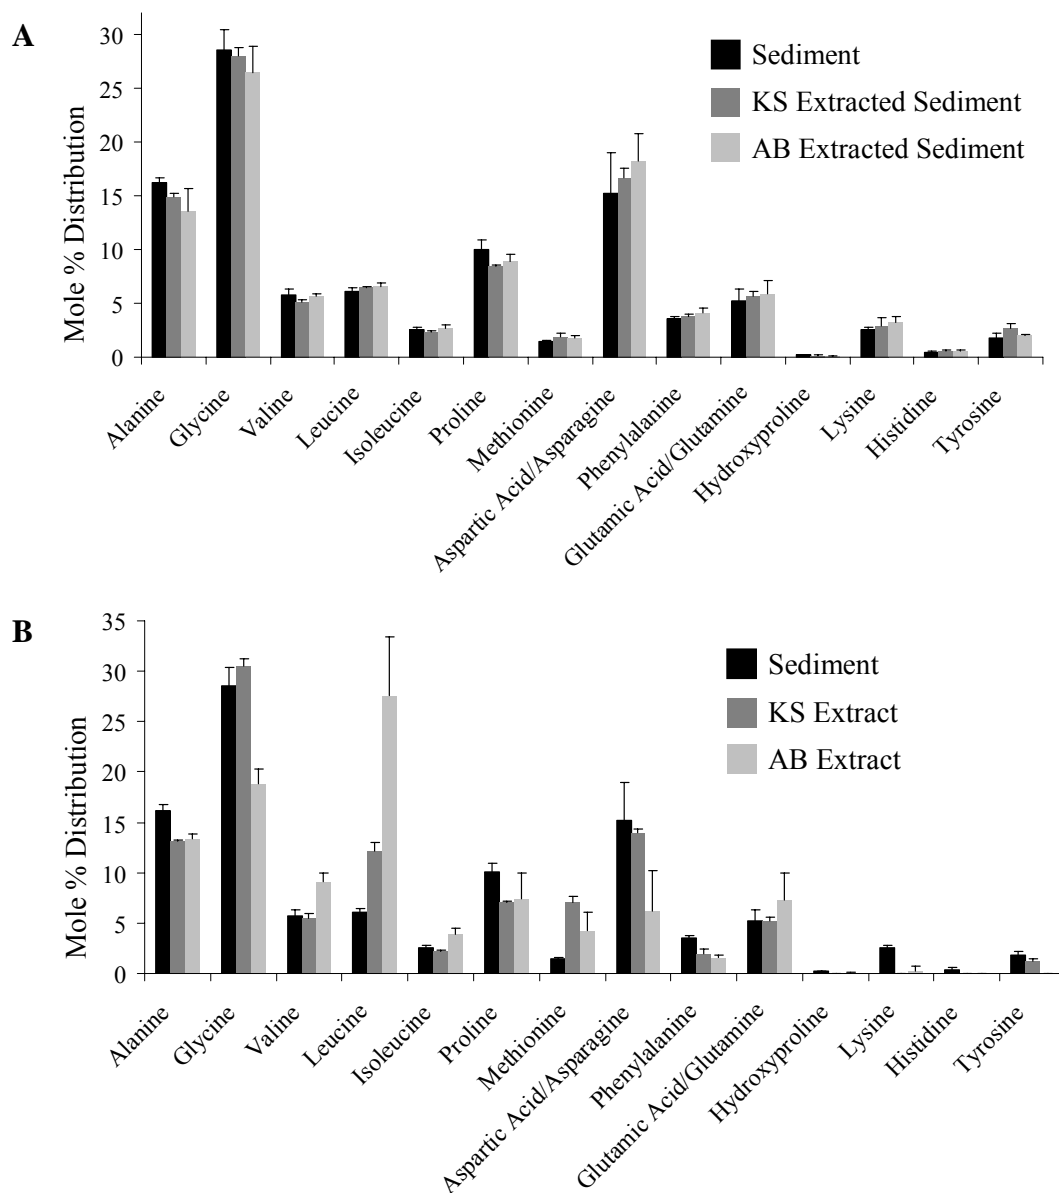 A
Mole % Distribution
30
25
20
15
10
5
0
Sediment
KS Extracted Sediment
AB Extracted Sediment
Alanine
Glycine
Valine
Leucine
Isoleucine
Proline
Methionine
Aspartic Acid/Asparagine
Phenylalanine
Glutamic Acid/Glutamine
Hydroxyproline
Lysine
Histidine
Tyrosine
B
Mole % Distribution
35
30
25
20
15
10
5
0
Sediment
KS Extract
AB Extract
Alanine
Glycine
Valine
Leucine
Isoleucine
Proline
Methionine
Aspartic Acid/Asparagine
Phenylalanine
Glutamic Acid/Glutamine
Hydroxyproline
Lysine
Histidine
Tyrosine